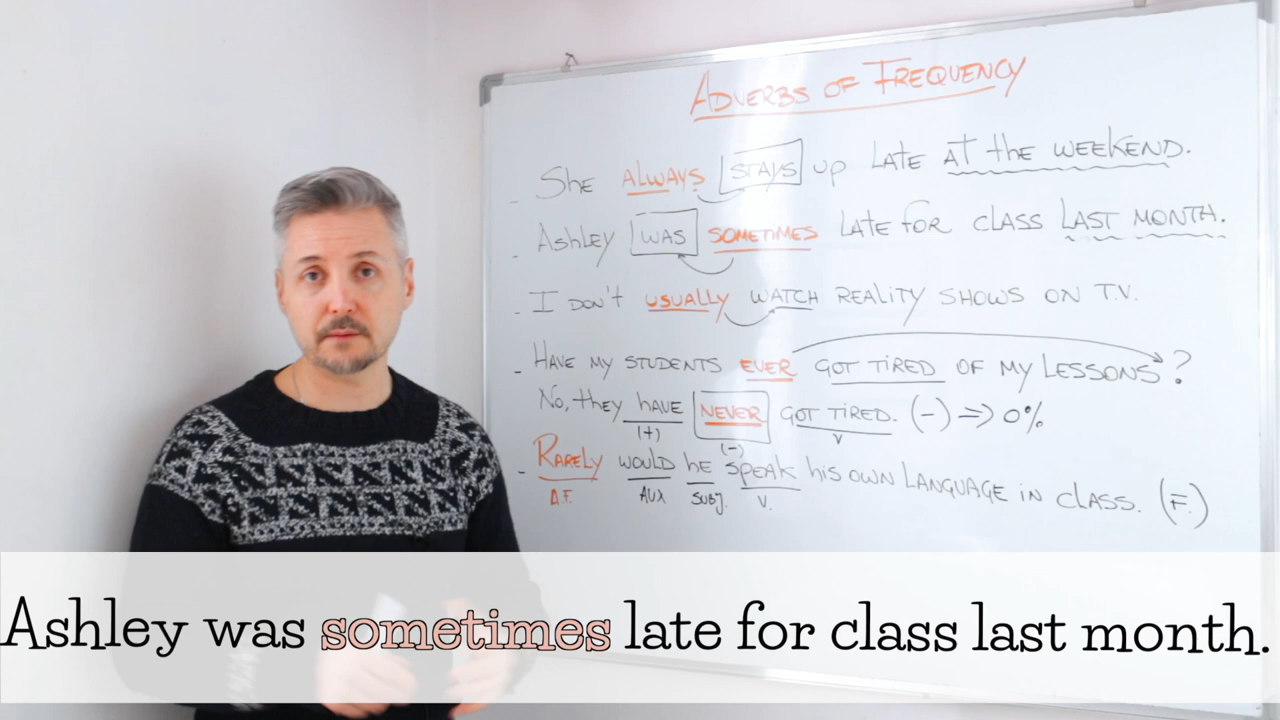 ADVERBS OF FREQUENCY
- She ALWAYS STAYS UP LATE AT the WEEKEND.
- Ashley WAS SOMETIMES LATE FOR CLASS LAST MONTH.
- I DON'T USUALLY WATCH REALITY SHOWS ON T.V.
- HAVE MY STUDENTS EVER GOT TIRED OF MY LESSONS?
No, they HAVE NEVER GOT TIRED. (-) => 0%
(+) (-) V
- RARELY WOULD hE SPEAK hIS OWN LANGUAGE IN CLASS. (F.)
A.F. AUX SUBJ. V.
Ashley was sometimes late for class last month.